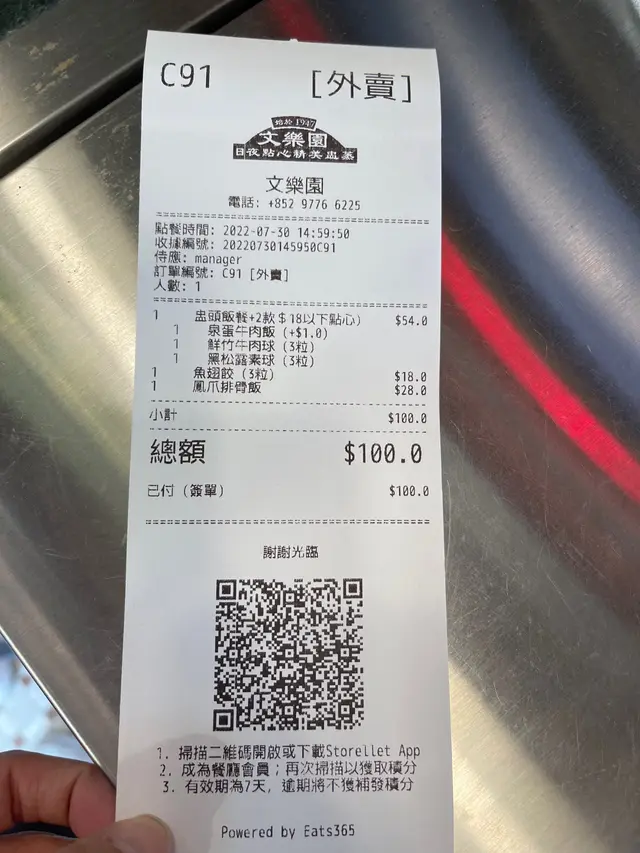 C91 [外賣]
始於 1947
文樂園
日夜點心精美盅基
文樂園
電話: +852 9776 6225
點餐時間: 2022-07-30 14:59:50
收據編號: 20220730145950C91
侍應: manager
訂單編號: C91 [外賣]
人數: 1
1 盅頭飯餐+2款＄18以下點心) $54.0
1 泉蛋牛肉飯 (+$1.0)
1 鮮竹牛肉球 (3粒)
1 黑松露素球 (3粒)
1 魚翅餃 (3粒) $18.0
1 鳳爪排骨飯 $28.0
小計 $100.0
總額 $100.0
已付 (簽單) $100.0
謝謝光臨
1. 掃描二維碼開啟或下載Storellet App
2. 成為餐廳會員；再次掃描以獲取積分
3. 有效期為7天, 逾期將不獲補發積分
Powered by Eats365